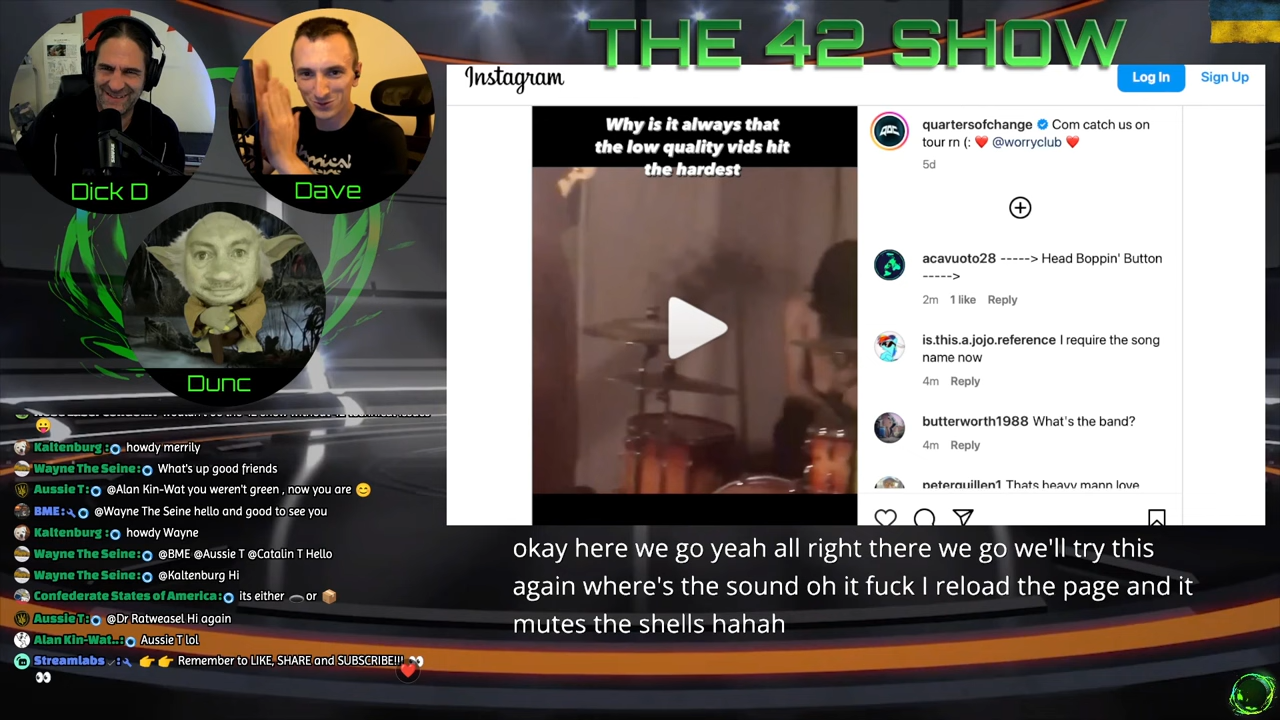 THE 42 SHOW
Dick D
Dave
Dunc
Instagram
Log In
Sign Up
Why is it always that
the low quality vids hit
the hardest
quartersofchange Com catch us on
tour rn (: ❤️ @worryclub ❤️
5d
acavuoto28 -----> Head Boppin' Button
----->
2m 1 like Reply
is.this.a.jojo.reference I require the song
name now
4m Reply
butterworth1988 What's the band?
4m Reply
peterguillen1 Thats heavy mann love
Kaltenburg : howdy merrily
Wayne The Seine: What's up good friends
Aussie T: @Alan Kin-Wat you weren't green , now you are 😊
BME: @Wayne The Seine hello and good to see you
Kaltenburg : howdy Wayne
Wayne The Seine: @BME @Aussie T @Catalin T Hello
Wayne The Seine: @Kaltenburg Hi
Confederate States of America: its either 🕳️ or 📦
Aussie T: @Dr Ratweasel Hi again
Alan Kin-Wat..: Aussie T lol
Streamlabs : 👉 👉 Remember to LIKE, SHARE and SUBSCRIBE!!! 👀
👀
okay here we go yeah all right there we go we'll try this
again where's the sound oh it fuck I reload the page and it
mutes the shells hahah